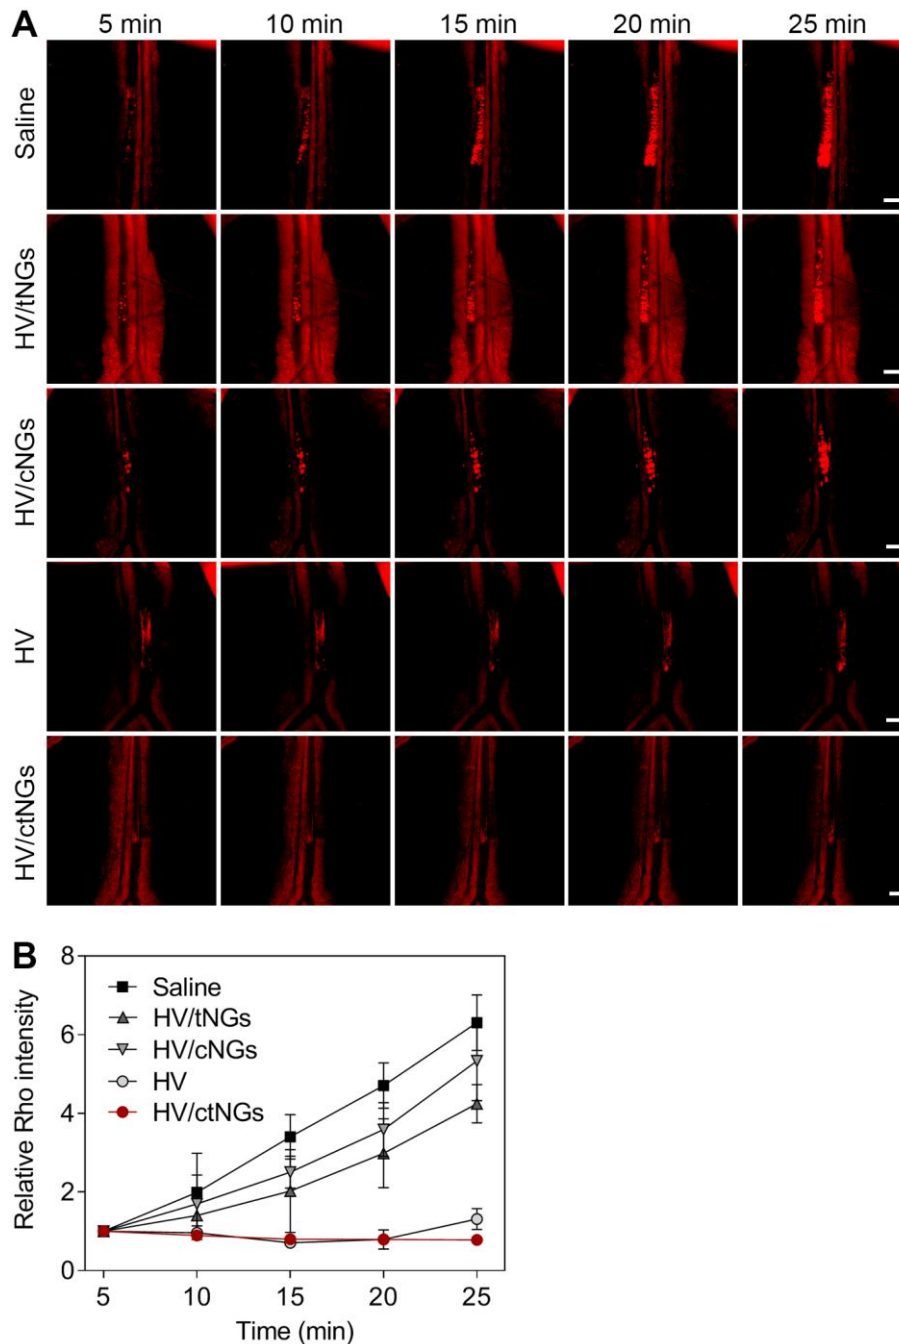 A
5 min 10 min 15 min 20 min 25 min
Saline
HV/tNGs
HV/cNGs
HV
HV/ctNGs
B
Relative Rho intensity
8
6
4
2
0
Saline
HV/tNGs
HV/cNGs
HV
HV/ctNGs
5 10 15 20 25
Time (min)